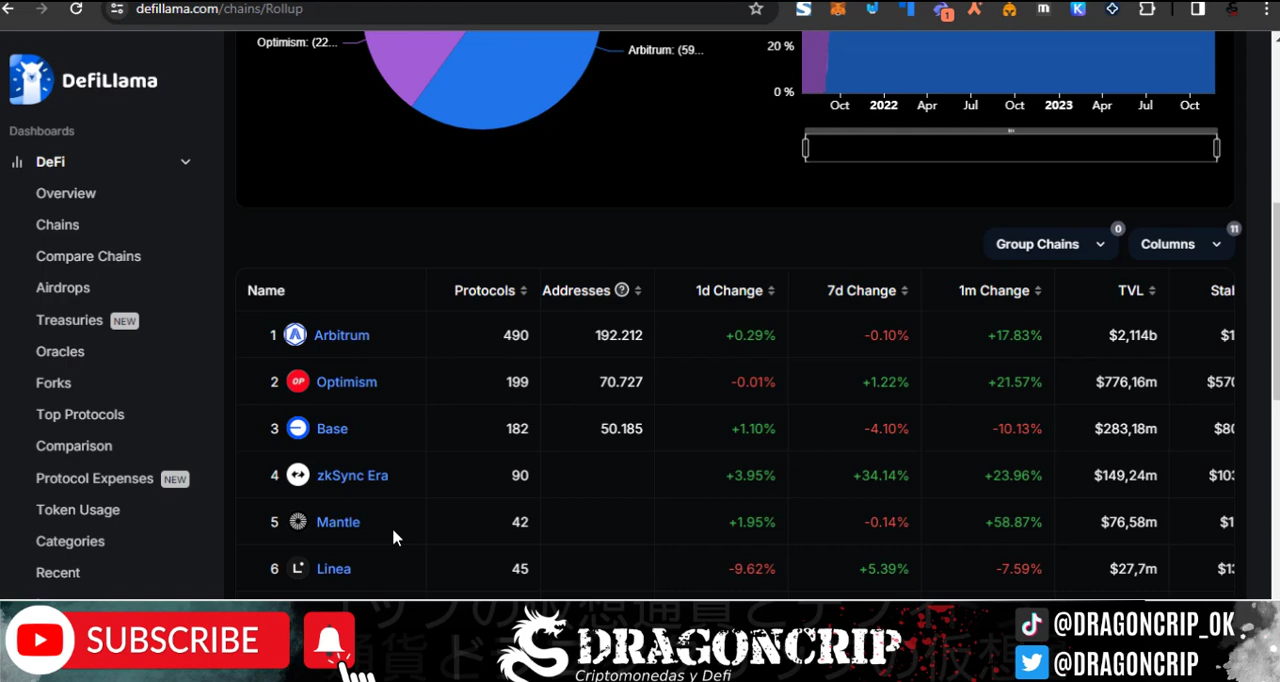 defillama.com/chains/Rollup
DefiLlama
Dashboards
DeFi
Overview
Chains
Compare Chains
Airdrops
Treasuries NEW
Oracles
Forks
Top Protocols
Comparison
Protocol Expenses NEW
Token Usage
Categories
Recent
Optimism: (22...
Arbitrum: (59...
20 %
0 %
Oct 2022 Apr Jul Oct 2023 Apr Jul Oct
Group Chains 0
Columns 11
Name Protocols Addresses 1d Change 7d Change 1m Change TVL Stal
1 Arbitrum 490 192.212 +0.29% -0.10% +17.83% $2,114b $1
2 Optimism 199 70.727 -0.01% +1.22% +21.57% $776,16m $570
3 Base 182 50.185 +1.10% -4.10% -10.13% $283,18m $80
4 zkSync Era 90 +3.95% +34.14% +23.96% $149,24m $103
5 Mantle 42 +1.95% -0.14% +58.87% $76,58m $1
6 Linea 45 -9.62% +5.39% -7.59% $27,7m $13
SUBSCRIBE
DRAGONCRIP
Criptomonedas y Defi
@DRAGONCRIP_OK
@DRAGONCRIP